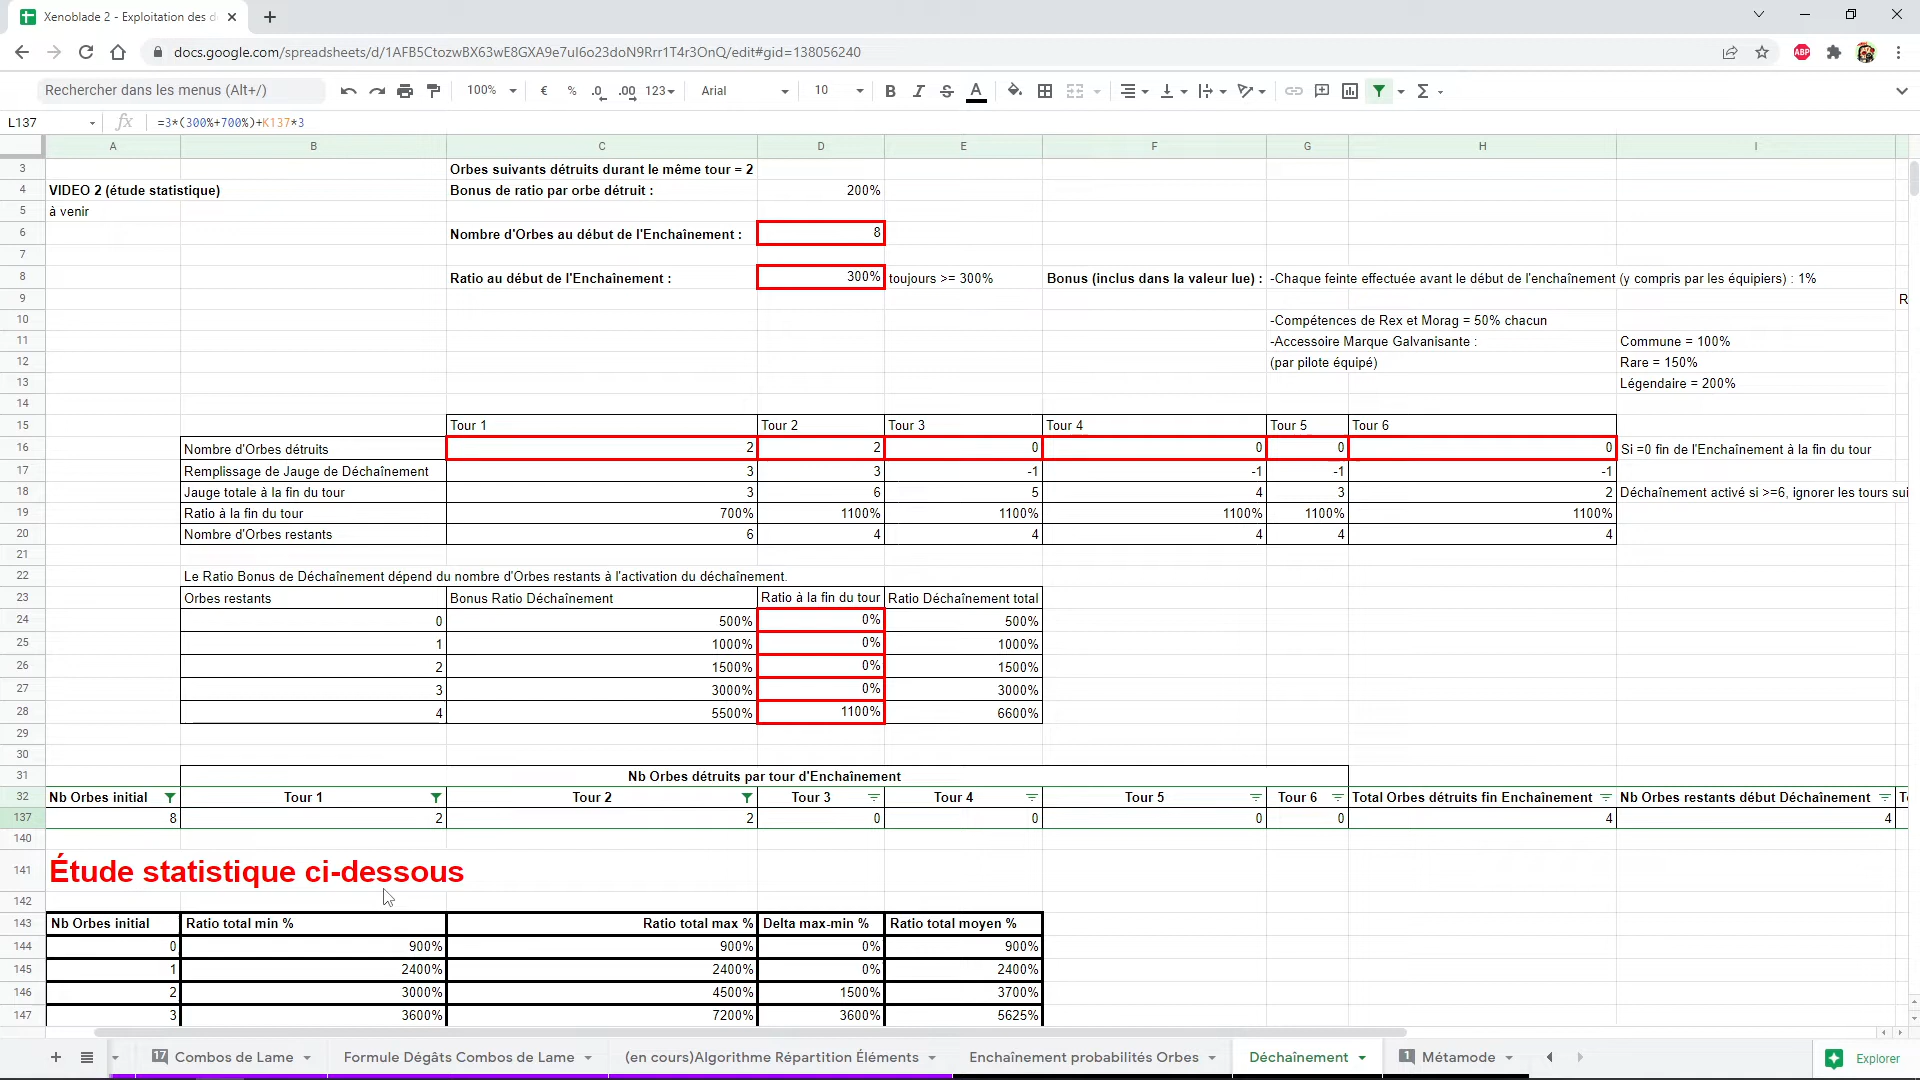 Xenoblade 2 - Exploitation des d
docs.google.com/spreadsheets/d/1AFB5CtozwBX63wE8GXA9e7uI6o23doN9Rrr1T4r3OnQ/edit#gid=138056240
ABP
Rechercher dans les menus (Alt+/) 100% € % .0 .00 123 Arial 10 B I S A Σ
L137 fx =3*(300%+700%)+K137*3
A B C D E F G H I
3 Orbes suivants détruits durant le même tour = 2
4 VIDEO 2 (étude statistique) Bonus de ratio par orbe détruit : 200%
5 à venir
6 Nombre d'Orbes au début de l'Enchaînement : 8
7
8 Ratio au début de l'Enchaînement : 300% toujours >= 300% Bonus (inclus dans la valeur lue) : -Chaque feinte effectuée avant le début de l'enchaînement (y compris par les équipiers) : 1%
9 R
10 -Compétences de Rex et Morag = 50% chacun
11 -Accessoire Marque Galvanisante : Commune = 100%
12 (par pilote équipé) Rare = 150%
13 Légendaire = 200%
14
15 Tour 1 Tour 2 Tour 3 Tour 4 Tour 5 Tour 6
16 Nombre d'Orbes détruits 2 2 0 0 0 0 Si =0 fin de l'Enchaînement à la fin du tour
17 Remplissage de Jauge de Déchaînement 3 3 -1 -1 -1 -1
18 Jauge totale à la fin du tour 3 6 5 4 3 2 Déchaînement activé si >=6, ignorer les tours sui
19 Ratio à la fin du tour 700% 1100% 1100% 1100% 1100% 1100%
20 Nombre d'Orbes restants 6 4 4 4 4 4
21
22 Le Ratio Bonus de Déchaînement dépend du nombre d'Orbes restants à l'activation du déchaînement.
23 Orbes restants Bonus Ratio Déchaînement Ratio à la fin du tour Ratio Déchaînement total
24 0 500% 0% 500%
25 1 1000% 0% 1000%
26 2 1500% 0% 1500%
27 3 3000% 0% 3000%
28 4 5500% 1100% 6600%
29
30
31 Nb Orbes détruits par tour d'Enchaînement
32 Nb Orbes initial Tour 1 Tour 2 Tour 3 Tour 4 Tour 5 Tour 6 Total Orbes détruits fin Enchaînement Nb Orbes restants début Déchaînement T
137 8 2 2 0 0 0 0 4 4
140
141 Étude statistique ci-dessous
142
143 Nb Orbes initial Ratio total min % Ratio total max % Delta max-min % Ratio total moyen %
144 0 900% 900% 0% 900%
145 1 2400% 2400% 0% 2400%
146 2 3000% 4500% 1500% 3700%
147 3 3600% 7200% 3600% 5625%
17 Combos de Lame Formule Dégâts Combos de Lame (en cours)Algorithme Répartition Éléments Enchaînement probabilités Orbes Déchaînement 1 Métamode Explorer